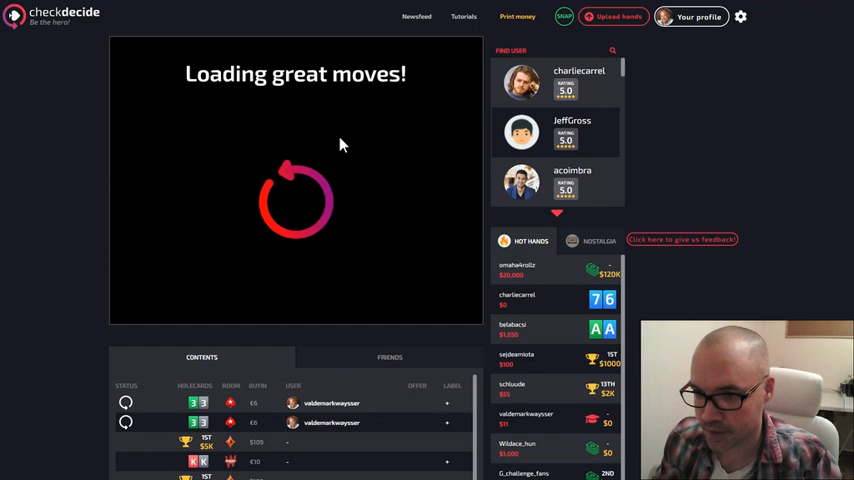 checkdecide
Be the hero!
Newsfeed
Tutorials
Print money
SNAP
Upload hands
Your profile
Loading great moves!
FIND USER
charliecarrel
RATING
5.0
JeffGross
RATING
5.0
acoimbra
RATING
5.0
HOT HANDS
NOSTALGIA
Click here to give us feedback!
omaha4rollz
$20,000
-
$120K
charliecarrel
$0
7 6
belabacsi
$1,050
A A
sejdeamiota
$100
1ST
$1000
schluude
$55
13TH
$2K
valdemarkwaysser
$11
-
$0
Wildace_hun
$1,000
-
$0
G_challenge_fans
2ND
CONTENTS
FRIENDS
STATUS HOLECARDS ROOM BUYIN USER OFFER LABEL
3 3 €6 valdemarkwaysser +
3 3 €6 valdemarkwaysser +
1ST
$5K
$109 -
K K W €10 - +
1ST